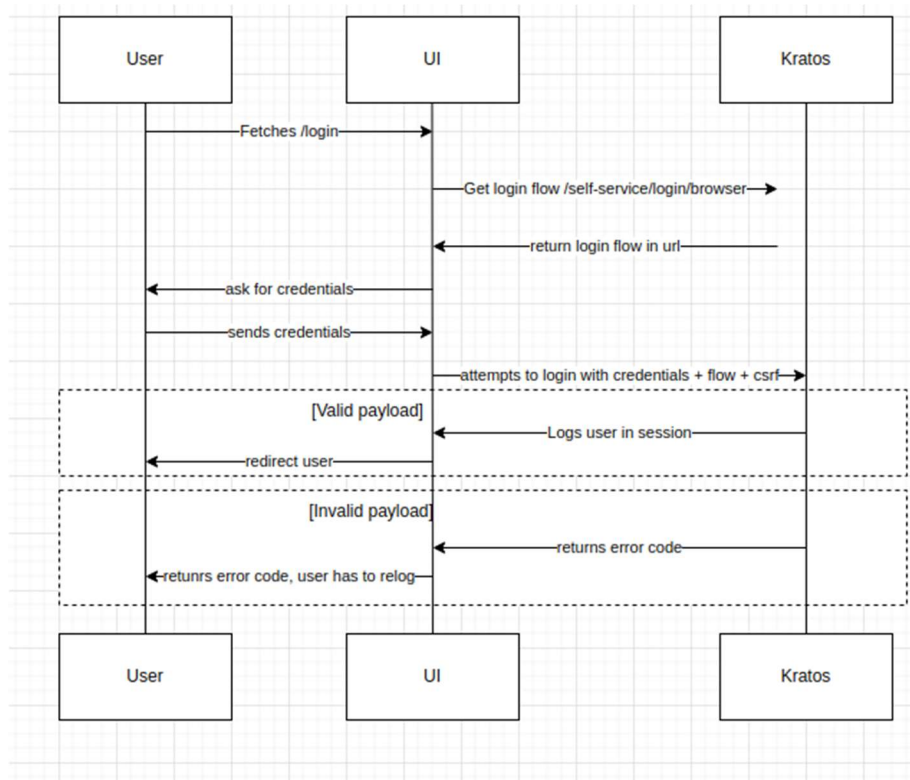 User
UI
Kratos
Fetches /login
Get login flow /self-service/login/browser
return login flow in url
ask for credentials
sends credentials
attempts to login with credentials + flow + csrf
[Valid payload]
Logs user in session
redirect user
[Invalid payload]
returns error code
retunrs error code, user has to relog
User
UI
Kratos